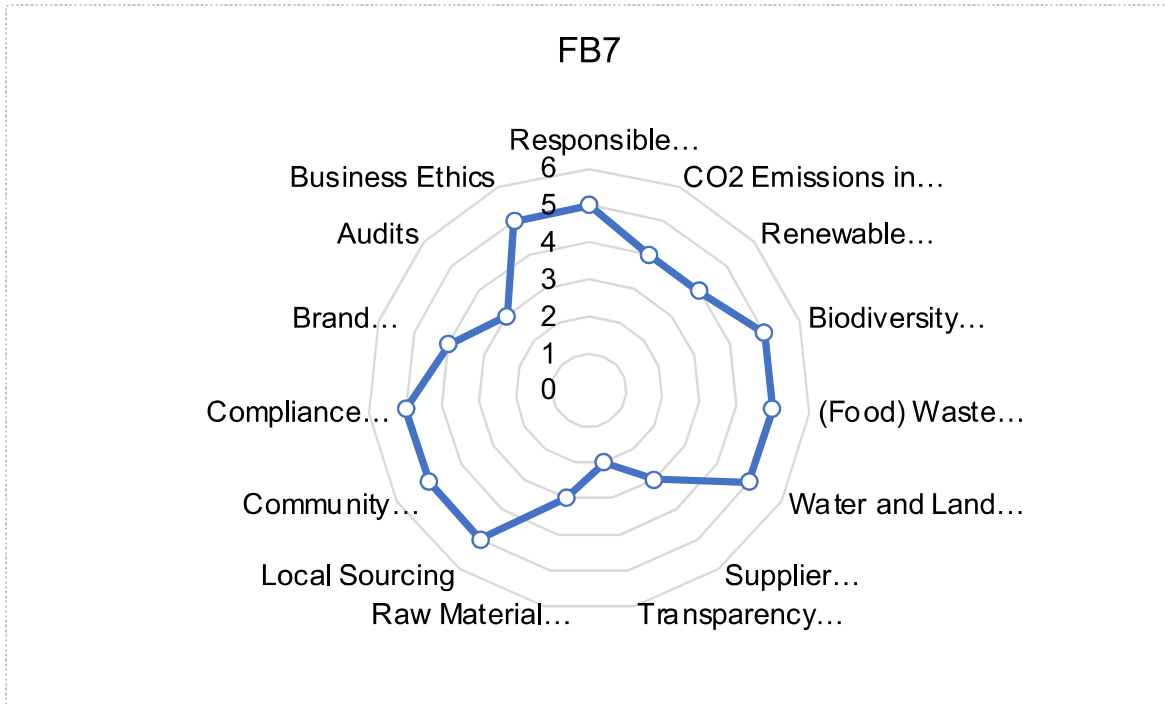 FB7
Responsible…
CO2 Emissions in…
Renewable…
Biodiversity…
(Food) Waste…
Water and Land…
Supplier…
Transparency…
Raw Material…
Local Sourcing
Community…
Compliance…
Brand…
Audits
Business Ethics
6
5
4
3
2
1
0